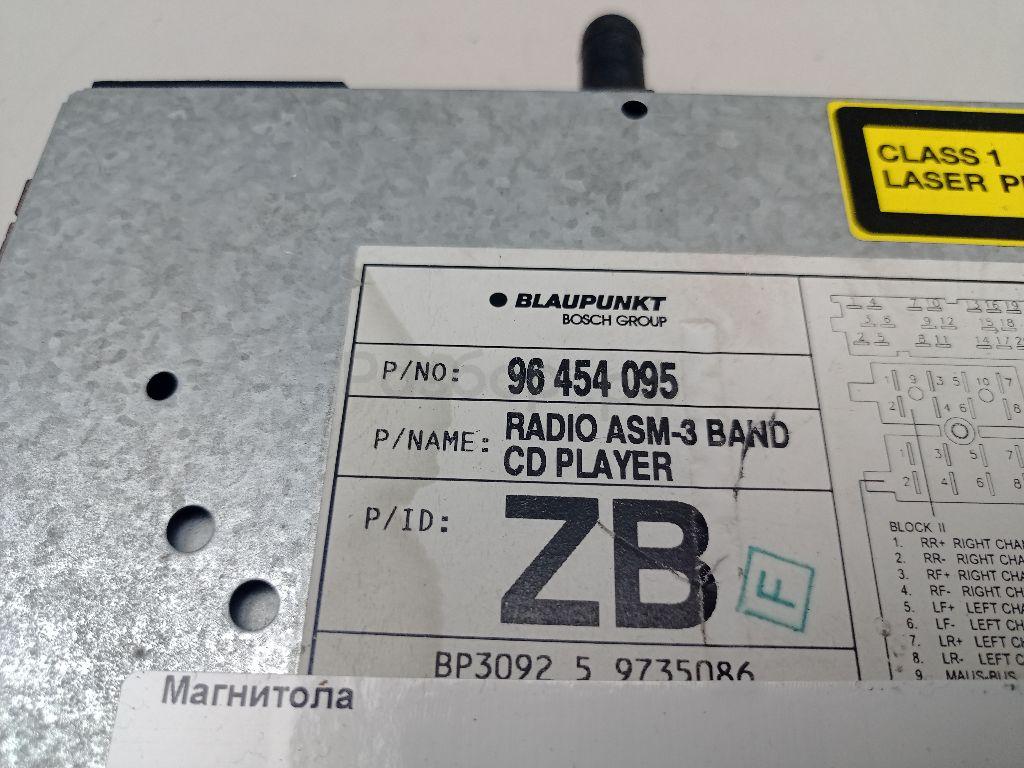 CLASS 1
LASER
BLAUPUNKT
BOSCH GROUP
P/NO: 96 454 095
P/NAME: RADIO ASM-3 BAND
CD PLAYER
P/ID: ZB
F
BP3092 5 9735086
BLOCK II
1. RR+ RIGHT
2. RR- RIGHT
3. RF+ RIGHT
4. RF- RIGHT
5. LF+ LEFT
6. LF- LEFT
7. LR+ LEFT
8. LR- LEFT
9. MAUS-BUS
Магнитола